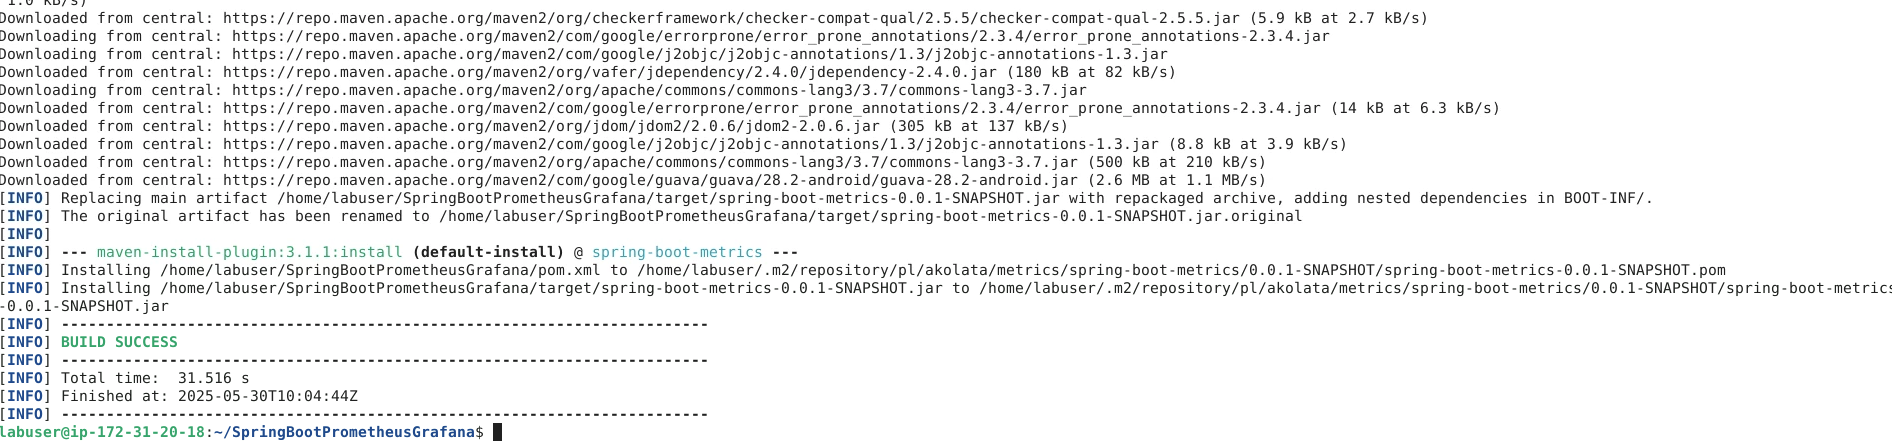 1.0 kB/s)
Downloaded from central: https://repo.maven.apache.org/maven2/org/checkerframework/checker-compat-qual/2.5.5/checker-compat-qual-2.5.5.jar (5.9 kB at 2.7 kB/s)
Downloading from central: https://repo.maven.apache.org/maven2/com/google/errorprone/error_prone_annotations/2.3.4/error_prone_annotations-2.3.4.jar
Downloading from central: https://repo.maven.apache.org/maven2/com/google/j2objc/j2objc-annotations/1.3/j2objc-annotations-1.3.jar
Downloaded from central: https://repo.maven.apache.org/maven2/org/vafer/jdependency/2.4.0/jdependency-2.4.0.jar (180 kB at 82 kB/s)
Downloading from central: https://repo.maven.apache.org/maven2/org/apache/commons/commons-lang3/3.7/commons-lang3-3.7.jar
Downloaded from central: https://repo.maven.apache.org/maven2/com/google/errorprone/error_prone_annotations/2.3.4/error_prone_annotations-2.3.4.jar (14 kB at 6.3 kB/s)
Downloaded from central: https://repo.maven.apache.org/maven2/org/jdom/jdom2/2.0.6/jdom2-2.0.6.jar (305 kB at 137 kB/s)
Downloaded from central: https://repo.maven.apache.org/maven2/com/google/j2objc/j2objc-annotations/1.3/j2objc-annotations-1.3.jar (8.8 kB at 3.9 kB/s)
Downloaded from central: https://repo.maven.apache.org/maven2/org/apache/commons/commons-lang3/3.7/commons-lang3-3.7.jar (500 kB at 210 kB/s)
Downloaded from central: https://repo.maven.apache.org/maven2/com/google/guava/guava/28.2-android/guava-28.2-android.jar (2.6 MB at 1.1 MB/s)
[INFO] Replacing main artifact /home/labuser/SpringBootPrometheusGrafana/target/spring-boot-metrics-0.0.1-SNAPSHOT.jar with repackaged archive, adding nested dependencies in BOOT-INF/.
[INFO] The original artifact has been renamed to /home/labuser/SpringBootPrometheusGrafana/target/spring-boot-metrics-0.0.1-SNAPSHOT.jar.original
[INFO]
[INFO] --- maven-install-plugin:3.1.1:install (default-install) @ spring-boot-metrics ---
[INFO] Installing /home/labuser/SpringBootPrometheusGrafana/pom.xml to /home/labuser/.m2/repository/pl/akolata/metrics/spring-boot-metrics/0.0.1-SNAPSHOT/spring-boot-metrics-0.0.1-SNAPSHOT.pom
[INFO] Installing /home/labuser/SpringBootPrometheusGrafana/target/spring-boot-metrics-0.0.1-SNAPSHOT.jar to /home/labuser/.m2/repository/pl/akolata/metrics/spring-boot-metrics/0.0.1-SNAPSHOT/spring-boot-metrics
-0.0.1-SNAPSHOT.jar
[INFO] ------------------------------------------------------------------------
[INFO] BUILD SUCCESS
[INFO] ------------------------------------------------------------------------
[INFO] Total time:  31.516 s
[INFO] Finished at: 2025-05-30T10:04:44Z
[INFO] ------------------------------------------------------------------------
labuser@ip-172-31-20-18:~/SpringBootPrometheusGrafana$